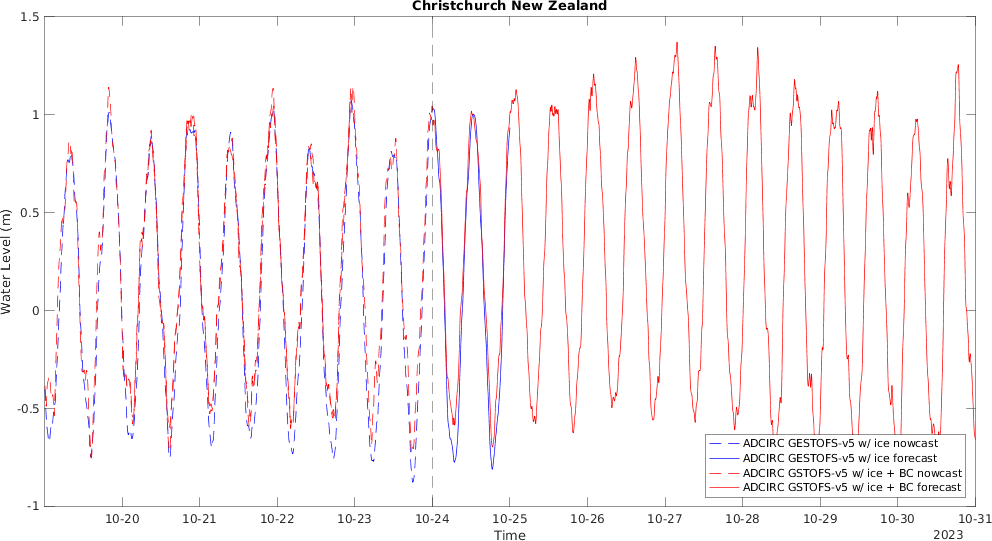 Christchurch New Zealand
1.5
1
0.5
0
-0.5
-1
Water Level (m)
10-20 10-21 10-22 10-23 10-24 10-25 10-26 10-27 10-28 10-29 10-30 10-31
Time
2023
ADCIRC GESTOFS-v5 w/ ice nowcast
ADCIRC GESTOFS-v5 w/ ice forecast
ADCIRC GSTOFS-v5 w/ ice + BC nowcast
ADCIRC GSTOFS-v5 w/ ice + BC forecast